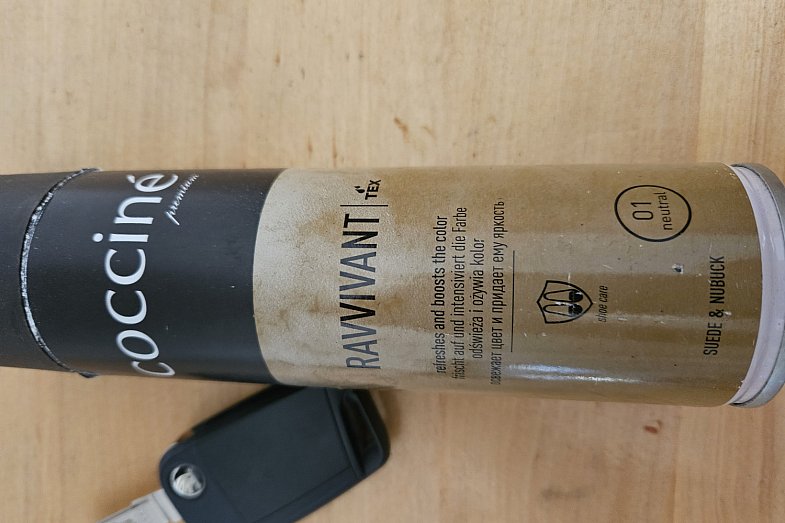 cocciné
premium
RAVVIVANT | TEX
refreshes and boosts the color
frischt auf und intensiviert die Farbe
odświeża i ożywia kolor
освежает цвет и придает ему яркость
shoe care
01
neutral
SUEDE & NUBUCK